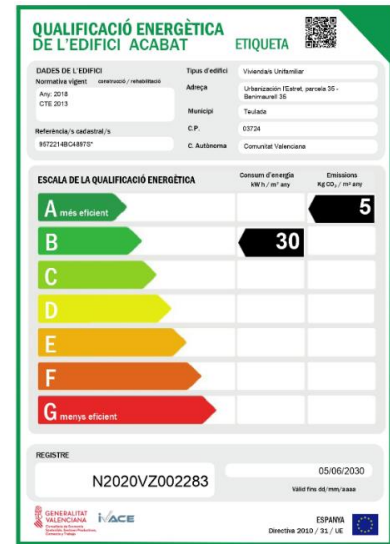 QUALIFICACIÓ ENERGÈTICA
DE L'EDIFICI ACABAT
ETIQUETA
DADES DE L'EDIFICI
Normativa vigent construcció / rehabilitació
Any: 2018
CTE 2013
Referència/s cadastral/s
9572214BC4897S*
Tipus d'edifici
Vivenda/s Unifamiliar
Adreça
Urbanización l'Estret, parcela 35 -
Benimaurell 35
Municipi
Teulada
C.P.
03724
C. Autònoma
Comunitat Valenciana
ESCALA DE LA QUALIFICACIÓ ENERGÈTICA
Consum d'energia
kW h / m² any
Emissions
Kg CO₂ / m² any
A més eficient
5
B
30
C
D
E
F
G menys eficient
REGISTRE
N2020VZ002283
05/06/2030
Vàlid fins dd/mm/aaaa
GENERALITAT
VALENCIANA
IVACE
ESPANYA
Directiva 2010 / 31 / UE